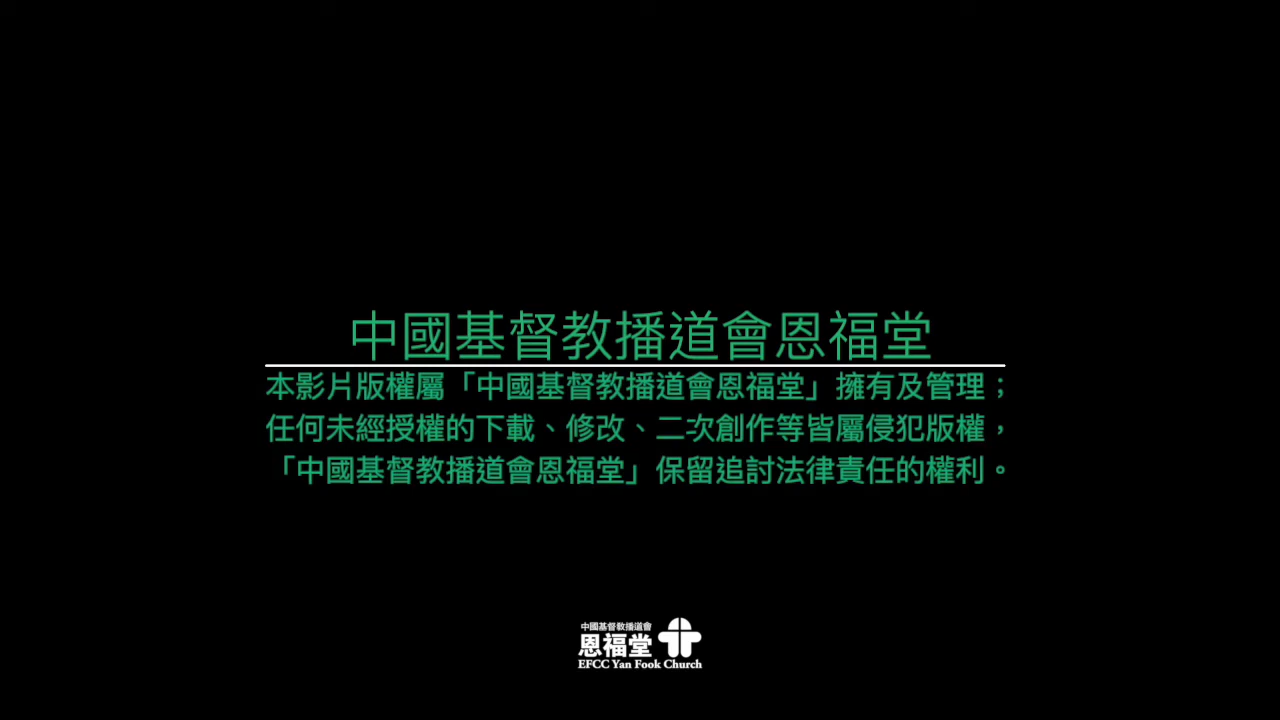 中國基督教播道會恩福堂
本影片版權屬「中國基督教播道會恩福堂」擁有及管理；
任何未經授權的下載、修改、二次創作等皆屬侵犯版權，
「中國基督教播道會恩福堂」保留追討法律責任的權利。
中國基督教播道會
恩福堂
EFCC Yan Fook Church